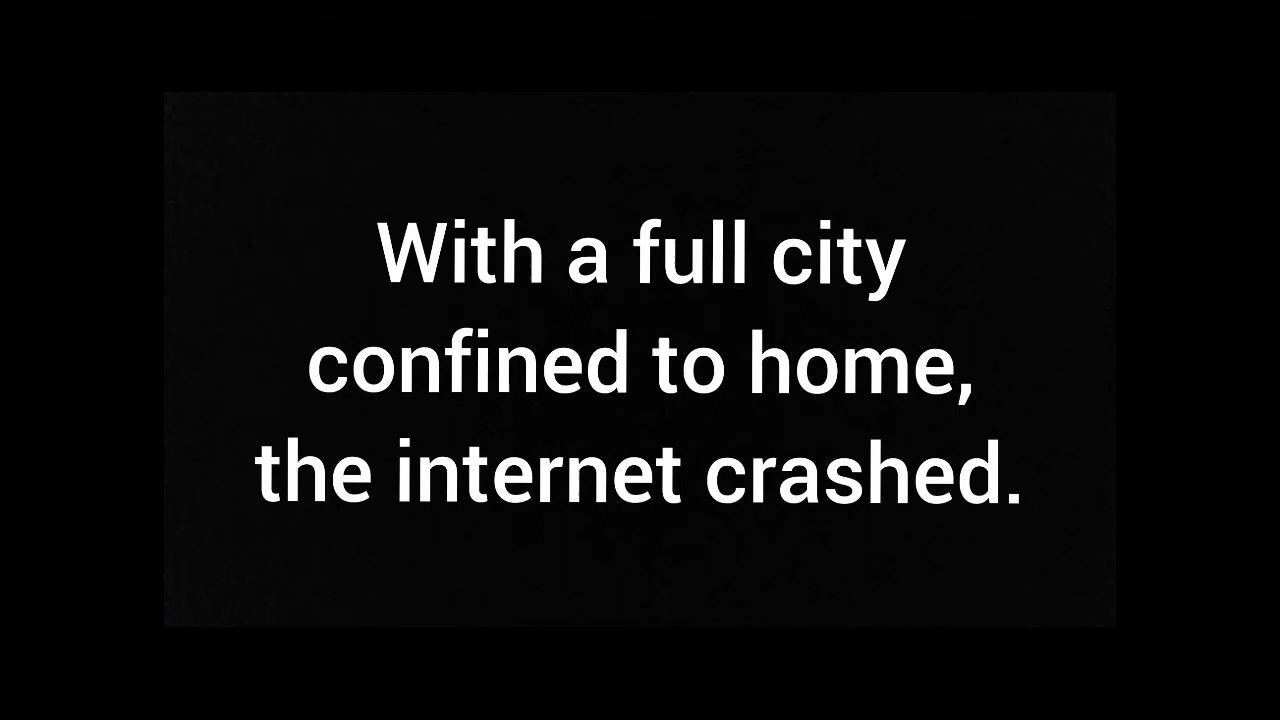 With a full city
confined to home,
the internet crashed.